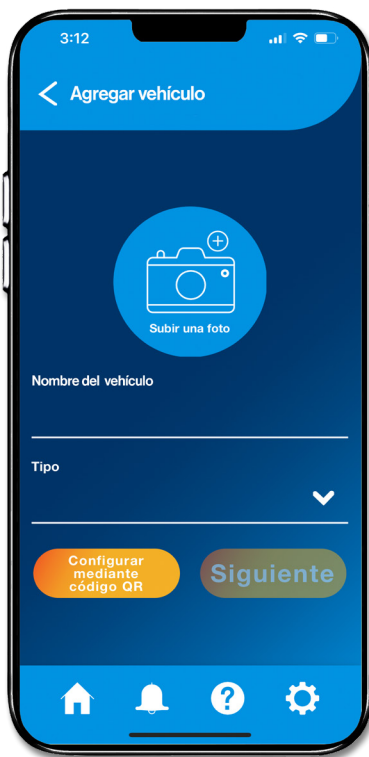 3:12
Agregar vehículo
Subir una foto
Nombre del vehículo
Tipo
Configurar
mediante
código QR
Siguiente
?